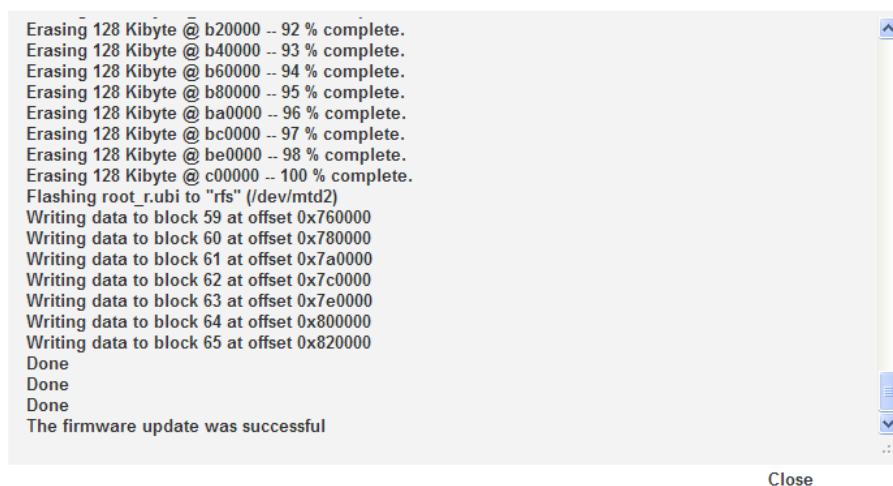 Erasing 128 Kibyte @ b20000 -- 92 % complete.
Erasing 128 Kibyte @ b40000 -- 93 % complete.
Erasing 128 Kibyte @ b60000 -- 94 % complete.
Erasing 128 Kibyte @ b80000 -- 95 % complete.
Erasing 128 Kibyte @ ba0000 -- 96 % complete.
Erasing 128 Kibyte @ bc0000 -- 97 % complete.
Erasing 128 Kibyte @ be0000 -- 98 % complete.
Erasing 128 Kibyte @ c00000 -- 100 % complete.
Flashing root_r.ubi to "rfs" (/dev/mtd2)
Writing data to block 59 at offset 0x760000
Writing data to block 60 at offset 0x780000
Writing data to block 61 at offset 0x7a0000
Writing data to block 62 at offset 0x7c0000
Writing data to block 63 at offset 0x7e0000
Writing data to block 64 at offset 0x800000
Writing data to block 65 at offset 0x820000
Done
Done
Done
The firmware update was successful
Close